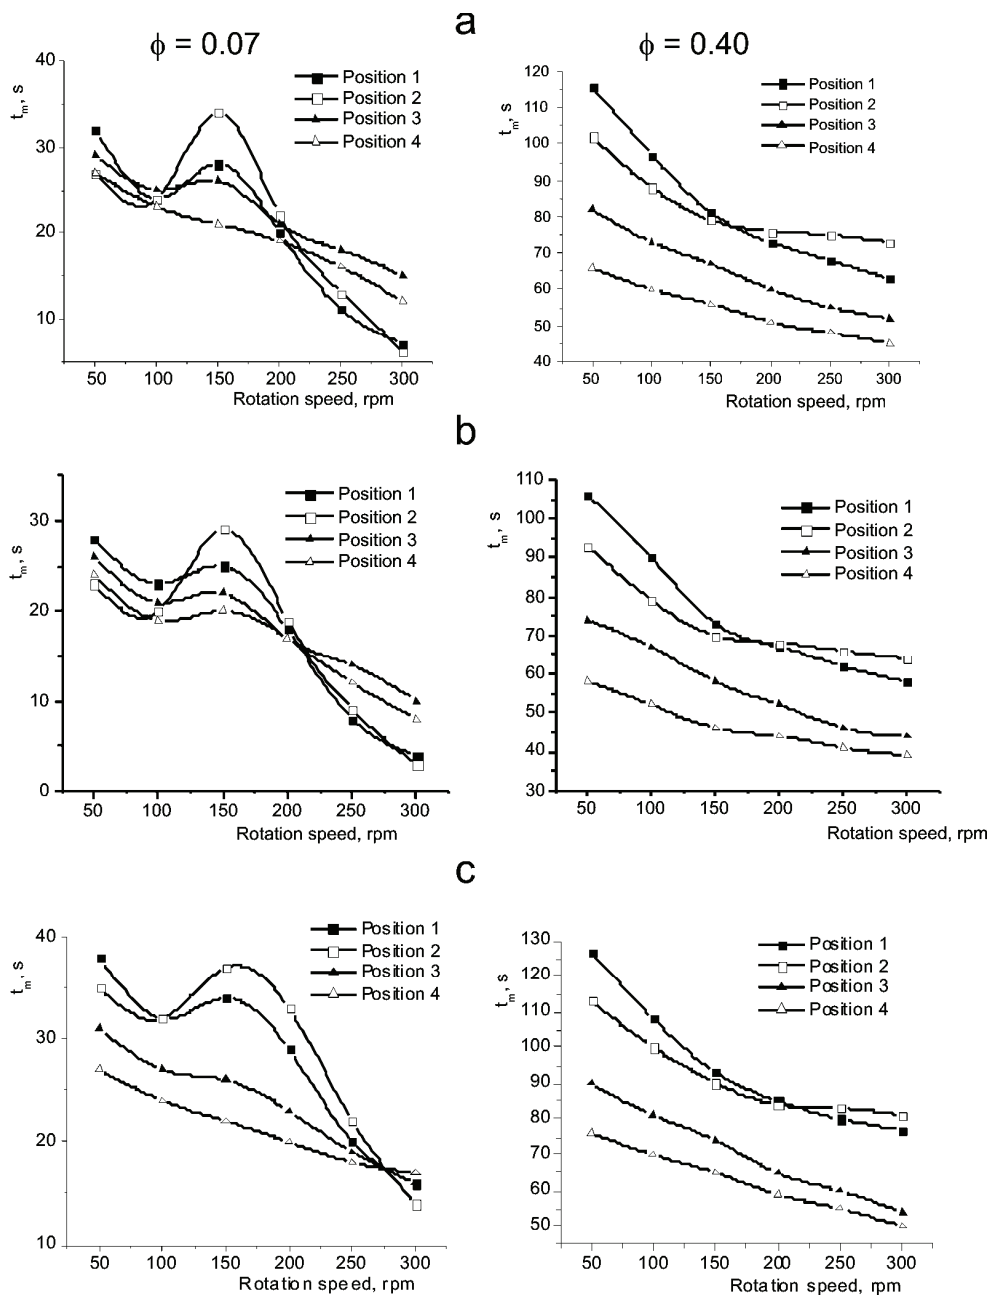 a
ϕ = 0.07
ϕ = 0.40
40
30
20
10
tm, s
Position 1
Position 2
Position 3
Position 4
50 100 150 200 250 300
Rotation speed, rpm
120
110
100
90
80
70
60
50
40
tm, s
Position 1
Position 2
Position 3
Position 4
50 100 150 200 250 300
Rotation speed, rpm
b
30
20
10
0
tm, s
Position 1
Position 2
Position 3
Position 4
50 100 150 200 250 300
Rotation speed, rpm
110
100
90
80
70
60
50
40
30
tm, s
Position 1
Position 2
Position 3
Position 4
50 100 150 200 250 300
Rotation speed, rpm
c
40
30
20
10
tm, s
Position 1
Position 2
Position 3
Position 4
50 100 150 200 250 300
Rotation speed, rpm
130
120
110
100
90
80
70
60
50
tm, s
Position 1
Position 2
Position 3
Position 4
50 100 150 200 250 300
Rotation speed, rpm